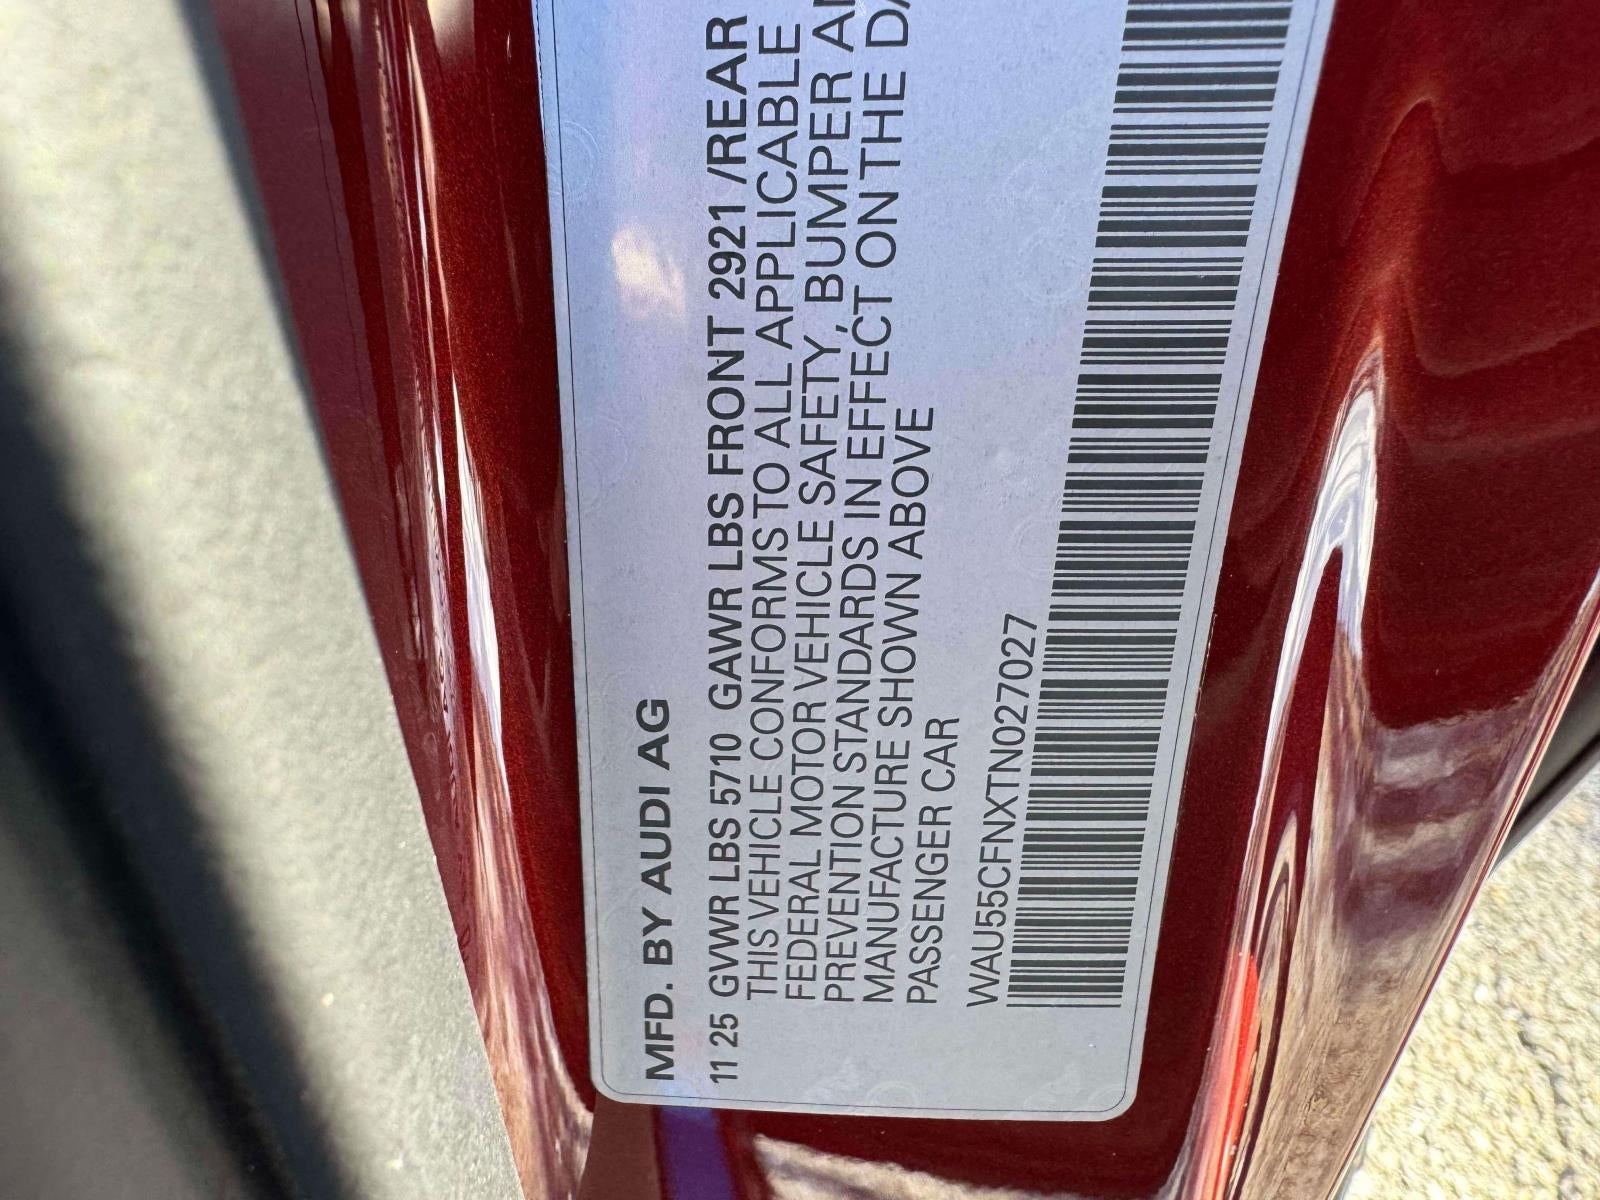 MFD. BY AUDI AG
11 25 GVWR LBS 5710 GAWR LBS FRONT 2921 /REAR
THIS VEHICLE CONFORMS TO ALL APPLICABLE
FEDERAL MOTOR VEHICLE SAFETY, BUMPER
PREVENTION STANDARDS IN EFFECT ON THE
MANUFACTURE SHOWN ABOVE
PASSENGER CAR
WAU55CFNXTN027027